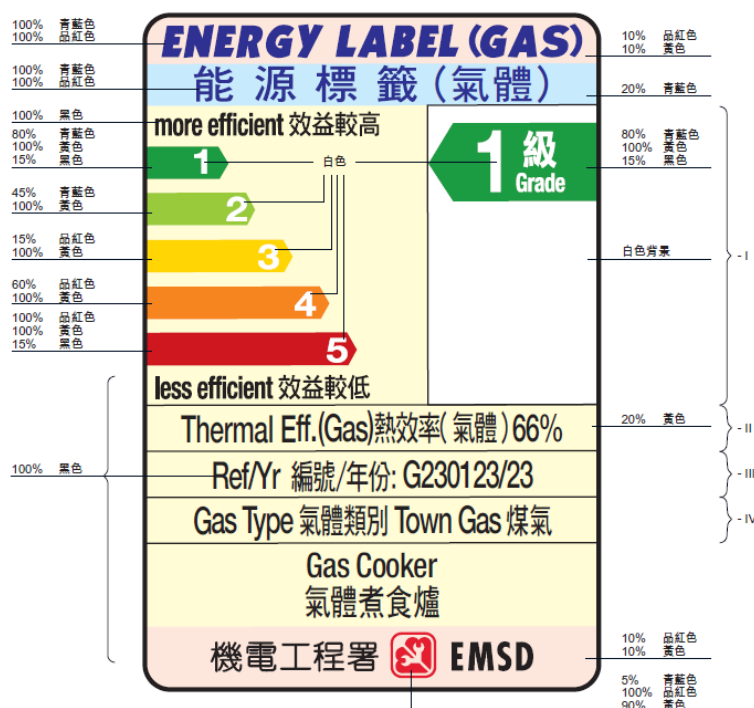 100% 青藍色
100% 品紅色
100% 青藍色
100% 品紅色
100% 黑色
80% 青藍色
100% 黃色
15% 黑色
45% 青藍色
100% 黃色
15% 品紅色
100% 黃色
60% 品紅色
100% 黃色
100% 品紅色
100% 黃色
15% 黑色
100% 黑色
ENERGY LABEL (GAS)
能源標籤(氣體)
more efficient 效益較高
1
2
3
4
5
白色
less efficient 效益較低
1級
Grade
Thermal Eff.(Gas)熱效率(氣體)66%
Ref/Yr 編號/年份: G230123/23
Gas Type 氣體類別 Town Gas 煤氣
Gas Cooker
氣體煮食爐
機電工程署 EMSD
10% 品紅色
10% 黃色
20% 青藍色
80% 青藍色
100% 黃色
15% 黑色
白色背景
- I
20% 黃色
- II
- III
- IV
10% 品紅色
10% 黃色
5% 青藍色
100% 品紅色
90% 黃色